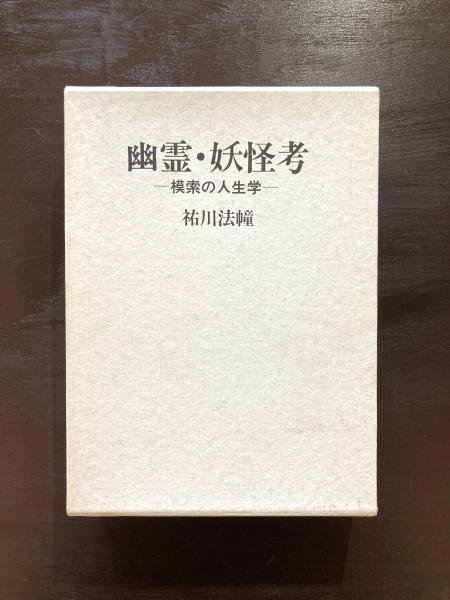 幽霊・妖怪考
―模索の人生学―
祐川法幢